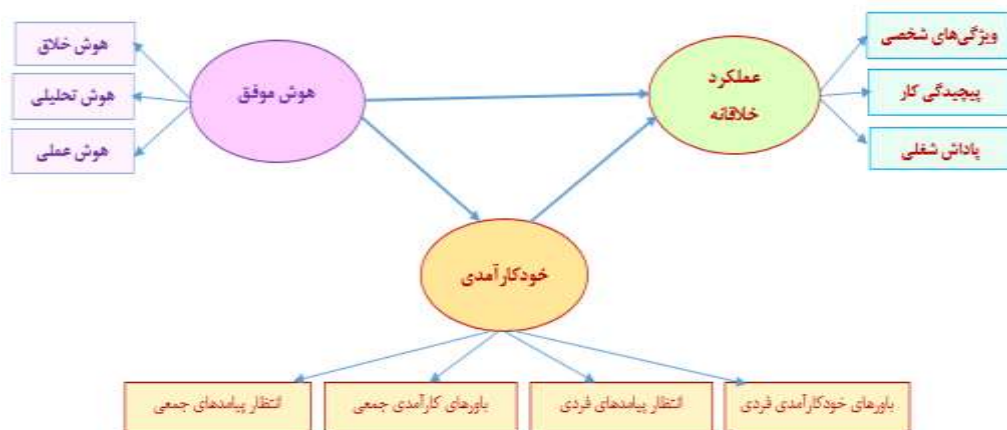 ویژگی‌های شخصی
پیچیدگی کار
پاداش شغلی
عملکرد
خلاقانه
هوش موفق
هوش خلاق
هوش تحلیلی
هوش عملی
خودکارآمدی
باورهای خودکارآمدی فردی
انتظار پیامدهای فردی
باورهای کارآمدی جمعی
انتظار پیامدهای جمعی